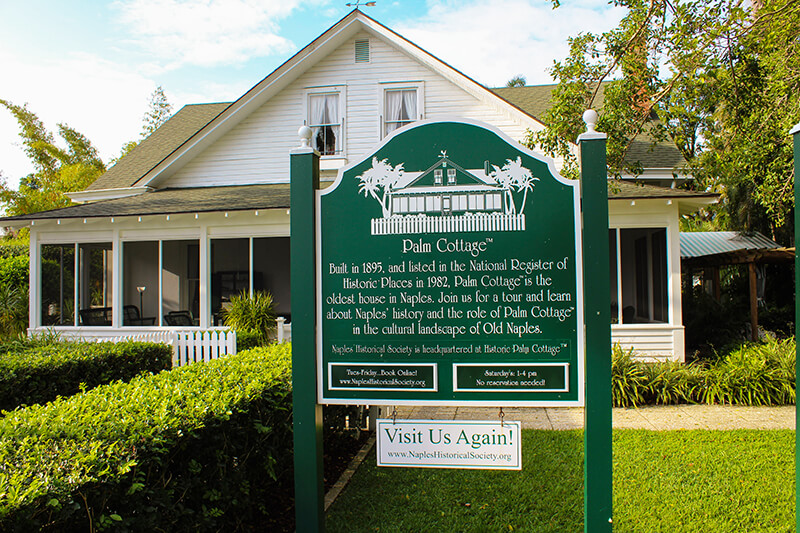 Palm Cottage™
Built in 1895, and listed in the National Register of
Historic Places in 1982, Palm Cottage™ is the
oldest house in Naples. Join us for a tour and learn
about Naples' history and the role of Palm Cottage™
in the cultural landscape of Old Naples.
Naples Historical Society is headquartered at Historic Palm Cottage™
Tues-Friday...Book Online!
www.NaplesHistoricalSociety.org
Saturday's: 1-4 pm
No reservation needed!
Visit Us Again!
www.NaplesHistoricalSociety.org